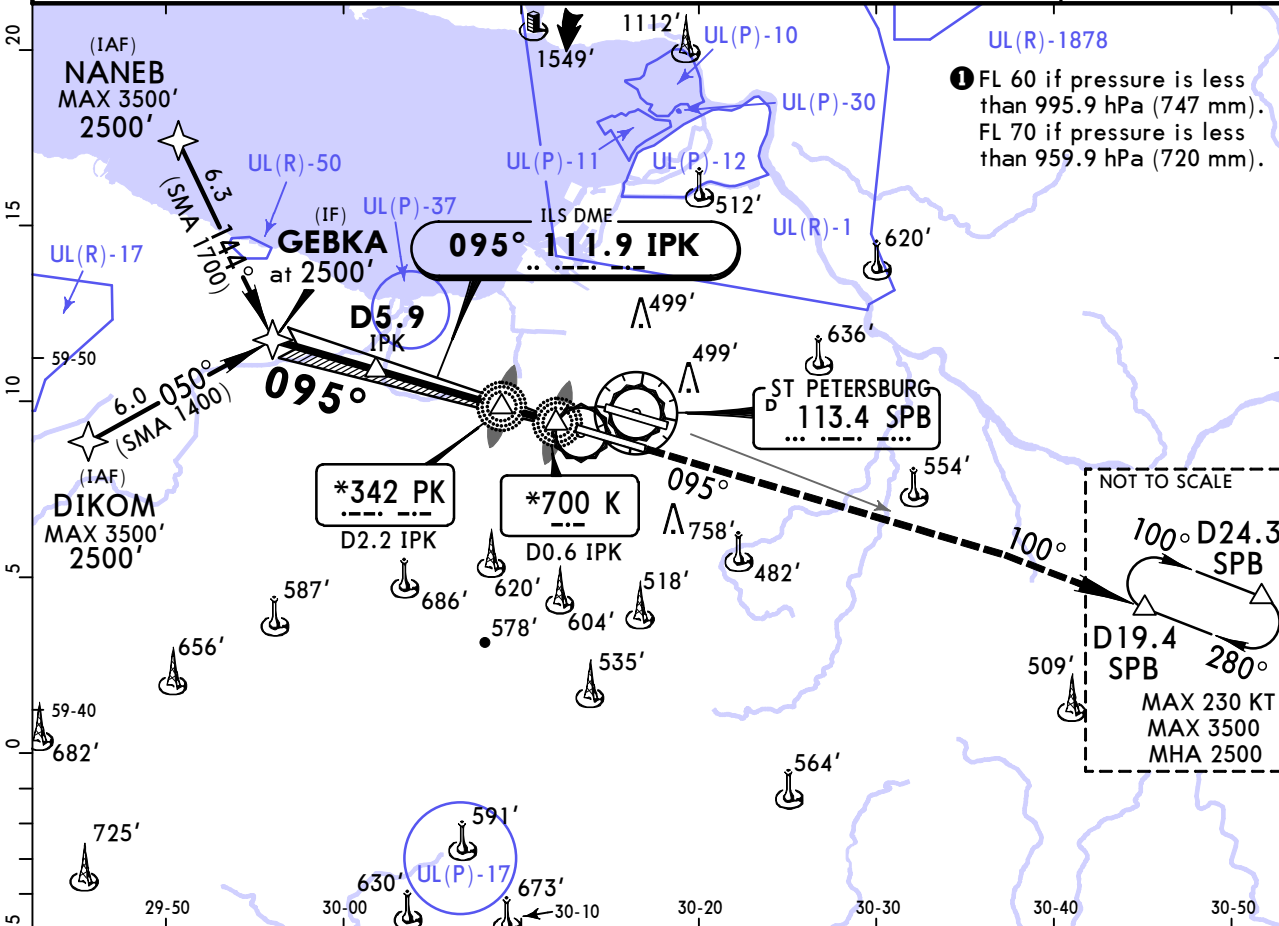 20
(IAF)
NANEB
MAX 3500′
2500′
1549′
1112′
UL(P)-10
UL(R)-1878
1 FL 60 if pressure is less
than 995.9 hPa (747 mm).
FL 70 if pressure is less
than 959.9 hPa (720 mm).
UL(P)-30
UL(P)-11
UL(P)-12
512′
UL(R)-50
6.3
144°
(SMA 1700)
15
UL(R)-17
(IF)
GEBKA
at 2500′
UL(P)-37
ILS DME
095° 111.9 IPK
.. .---- .-. --.-
UL(R)-1
620′
D5.9
IPK
499′
499′
636′
59-50
10
095°
6.0
050°
(SMA 1400)
(IAF)
DIKOM
MAX 3500′
2500′
ST PETERSBURG
D
113.4 SPB
*342 PK
D2.2 IPK
*700 K
D0.6 IPK
095°
758′
554′
482′
100°
NOT TO SCALE
100°
D24.3
SPB
D19.4
SPB
280°
MAX 230 KT
MAX 3500
MHA 2500
5
587′
686′
620′
604′
518′
578′
656′
535′
509′
59-40
0
682′
564′
725′
591′
UL(P)-17
630′
673′
5
29-50
30-00
30-10
30-20
30-30
30-40
30-50